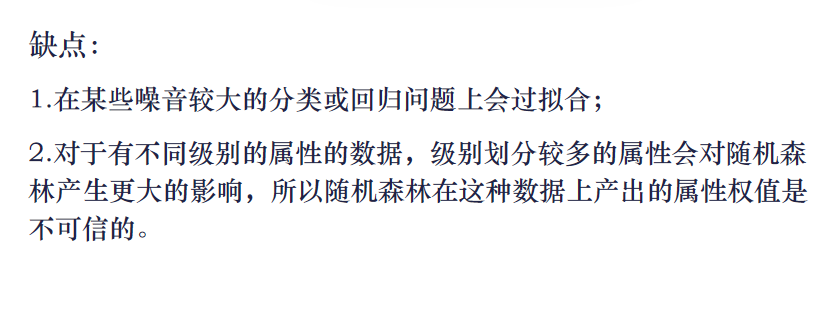 缺点：
1.在某些噪音较大的分类或回归问题上会过拟合；
2.对于有不同级别的属性的数据，级别划分较多的属性会对随机森
林产生更大的影响，所以随机森林在这种数据上产出的属性权值是
不可信的。